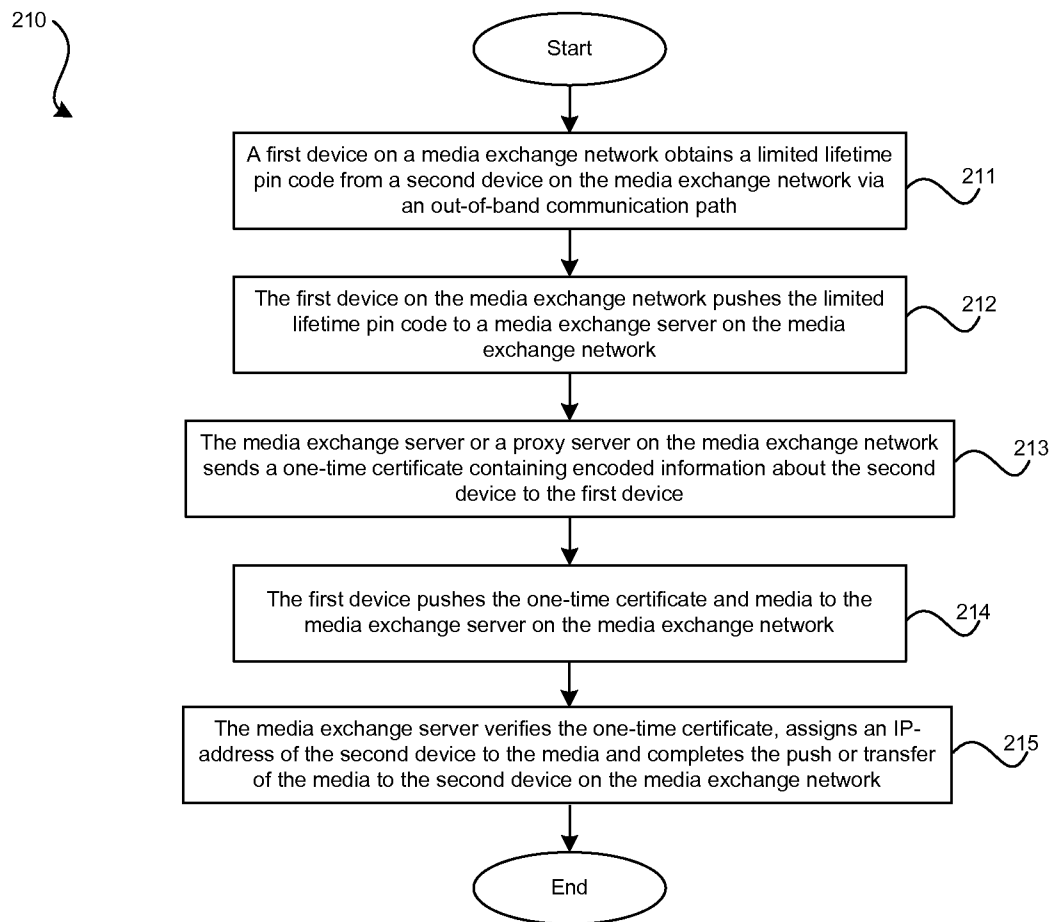 210
Start
A first device on a media exchange network obtains a limited lifetime
pin code from a second device on the media exchange network via
an out-of-band communication path
211
The first device on the media exchange network pushes the limited
lifetime pin code to a media exchange server on the media
exchange network
212
The media exchange server or a proxy server on the media exchange network
sends a one-time certificate containing encoded information about the second
device to the first device
213
The first device pushes the one-time certificate and media to the
media exchange server on the media exchange network
214
The media exchange server verifies the one-time certificate, assigns an IP-
address of the second device to the media and completes the push or transfer
of the media to the second device on the media exchange network
215
End